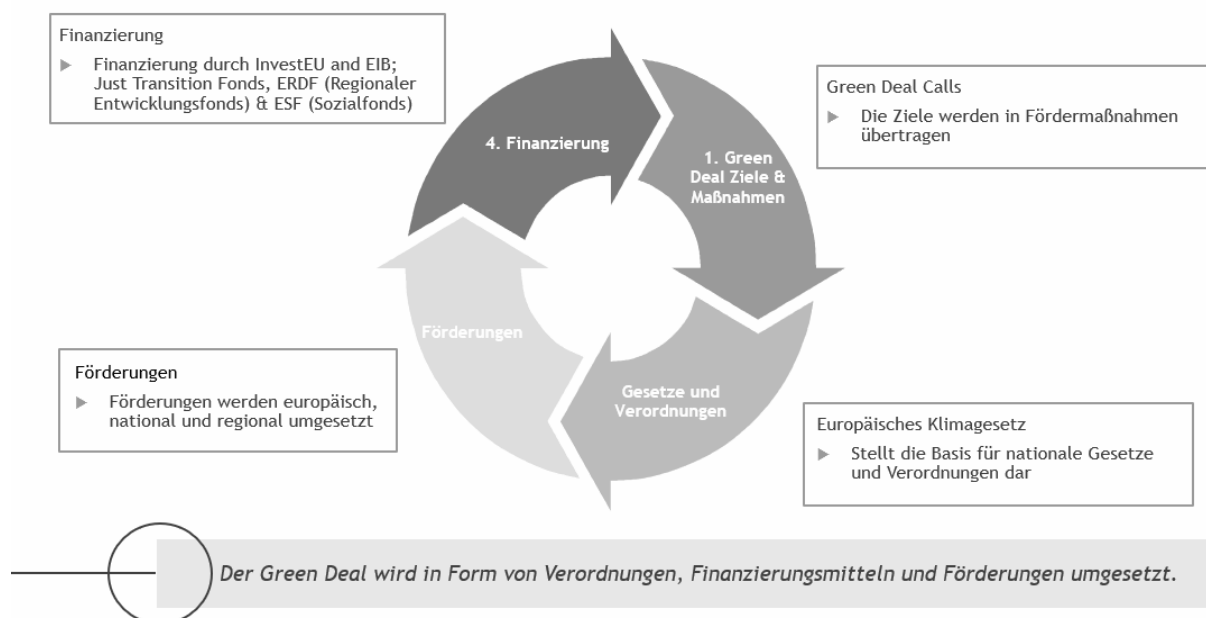 Finanzierung
Finanzierung durch InvestEU and EIB;
Just Transition Fonds, ERDF (Regionaler
Entwicklungsfonds) & ESF (Sozialfonds)
4. Finanzierung
1. Green
Deal Ziele &
Maßnahmen
Green Deal Calls
Die Ziele werden in Fördermaßnahmen
übertragen
Förderungen
Gesetze und
Verordnungen
Förderungen
Förderungen werden europäisch,
national und regional umgesetzt
Europäisches Klimagesetz
Stellt die Basis für nationale Gesetze
und Verordnungen dar
Der Green Deal wird in Form von Verordnungen, Finanzierungsmitteln und Förderungen umgesetzt.